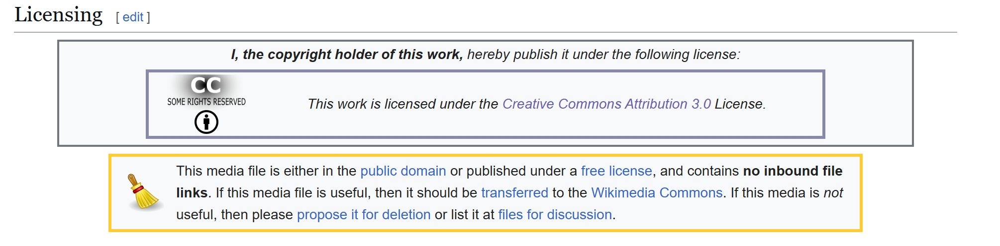 Licensing [ edit ]
I, the copyright holder of this work, hereby publish it under the following license:
CC
SOME RIGHTS RESERVED
This work is licensed under the Creative Commons Attribution 3.0 License.
This media file is either in the public domain or published under a free license, and contains no inbound file
links. If this media file is useful, then it should be transferred to the Wikimedia Commons. If this media is not
useful, then please propose it for deletion or list it at files for discussion.